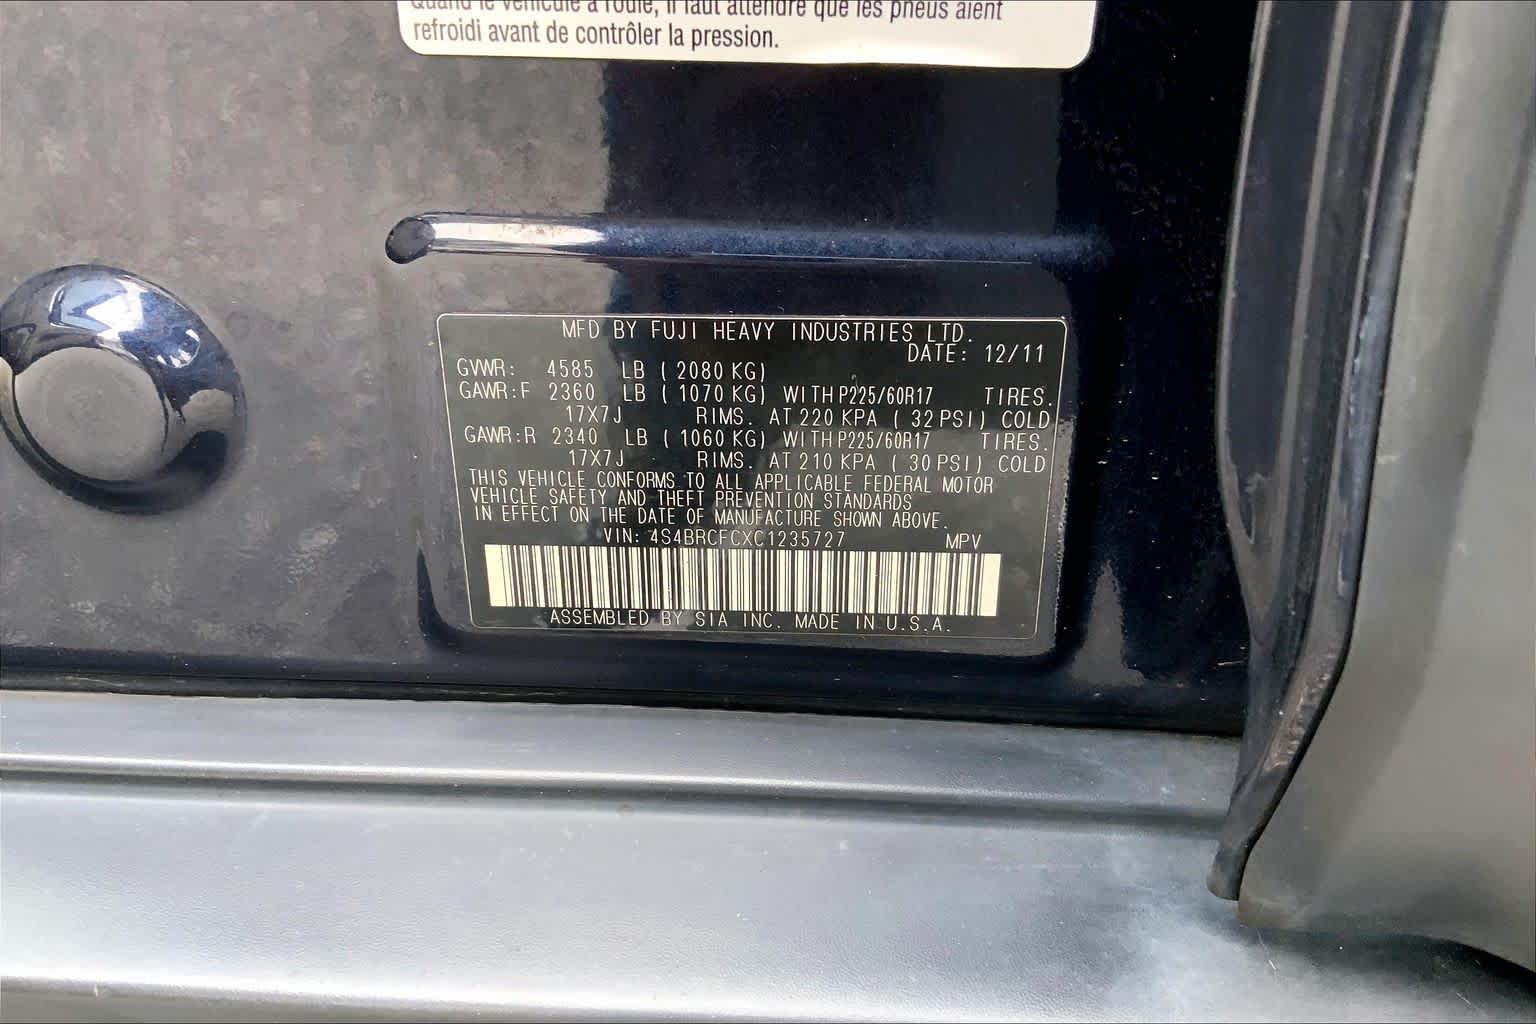 Quand le véhicule a roulé, il faut attendre que les pneus aient
refroidi avant de contrôler la pression.
MFD BY FUJI HEAVY INDUSTRIES LTD.
DATE: 12/11
GVWR: 4585 LB ( 2080 KG)
GAWR:F 2360 LB ( 1070 KG) WITH P225/60R17 TIRES.
17X7J RIMS. AT 220 KPA ( 32 PSI) COLD
GAWR:R 2340 LB ( 1060 KG) WITH P225/60R17 TIRES.
17X7J RIMS. AT 210 KPA ( 30 PSI) COLD
THIS VEHICLE CONFORMS TO ALL APPLICABLE FEDERAL MOTOR
VEHICLE SAFETY AND THEFT PREVENTION STANDARDS
IN EFFECT ON THE DATE OF MANUFACTURE SHOWN ABOVE.
VIN: 4S4BRCFCXC1235727 MPV
ASSEMBLED BY SIA INC. MADE IN U.S.A.